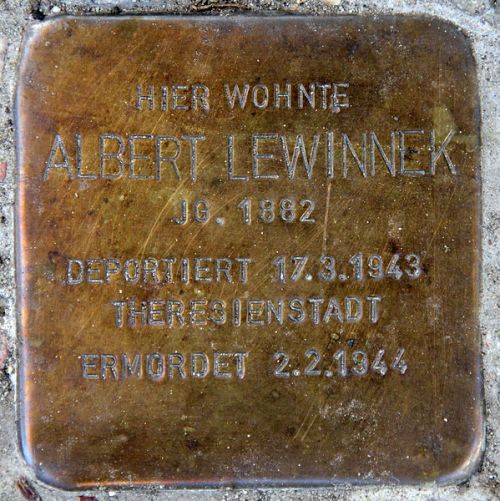 HIER WOHNTE
ALBERT LEWINNEK
JG. 1882
DEPORTIERT 17.3.1943
THERESIENSTADT
ERMORDET 2.2.1944